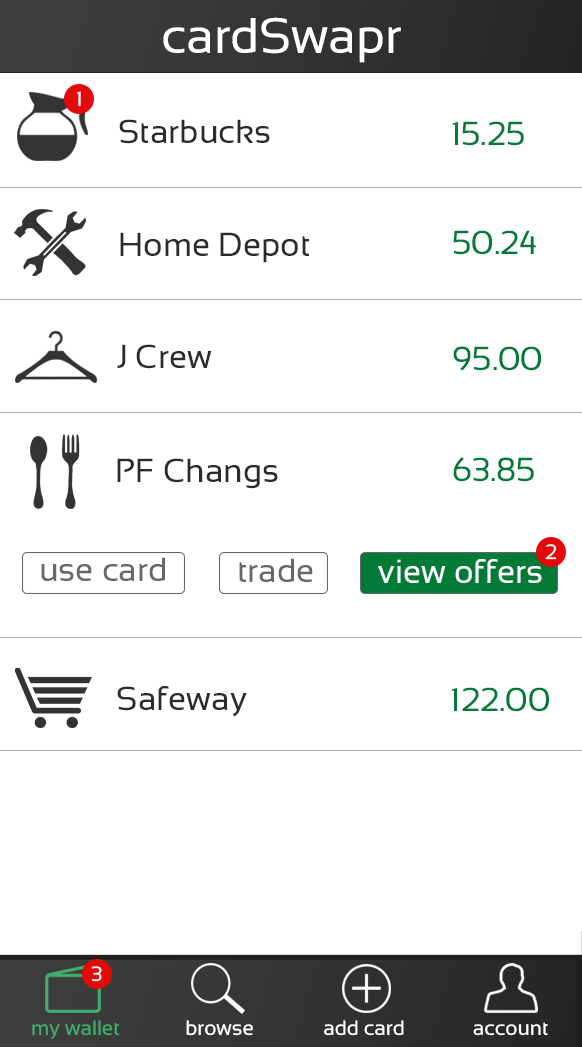 cardSwapr
1
Starbucks 15.25
Home Depot 50.24
J Crew 95.00
PF Changs 63.85
2
use card trade view offers
Safeway 122.00
3
my wallet browse add card account